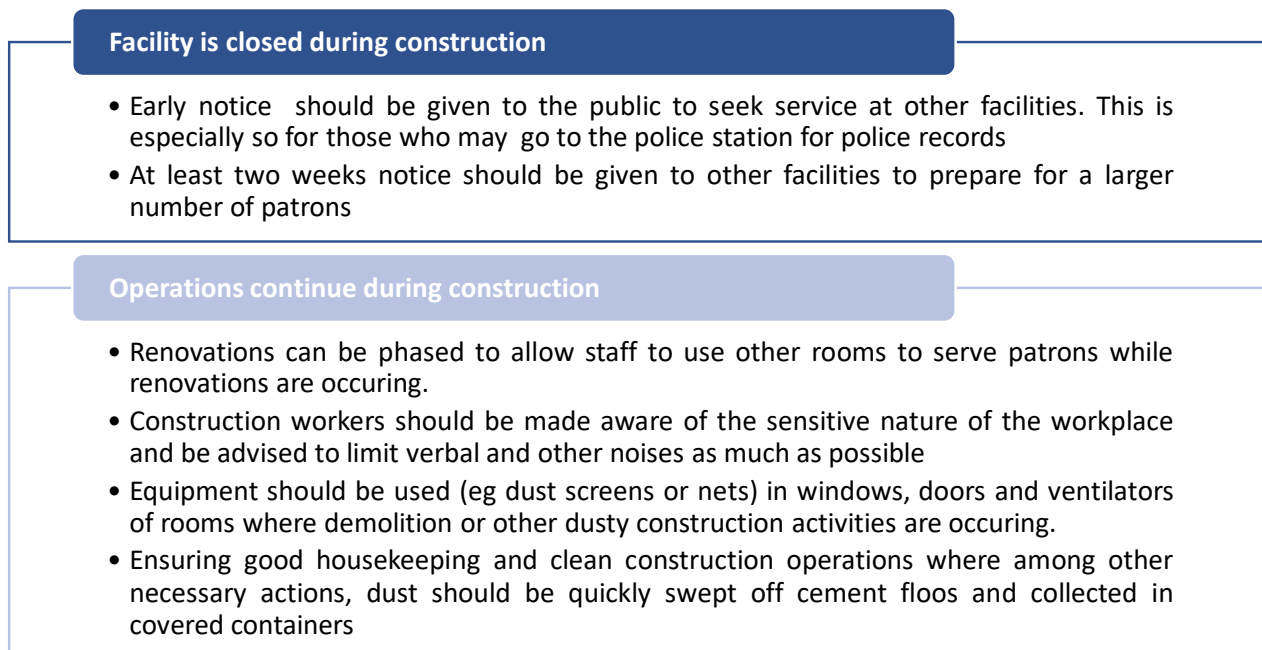 Facility is closed during construction
• Early notice should be given to the public to seek service at other facilities. This is
especially so for those who may go to the police station for police records
• At least two weeks notice should be given to other facilities to prepare for a larger
number of patrons
Operations continue during construction
• Renovations can be phased to allow staff to use other rooms to serve patrons while
renovations are occuring.
• Construction workers should be made aware of the sensitive nature of the workplace
and be advised to limit verbal and other noises as much as possible
• Equipment should be used (eg dust screens or nets) in windows, doors and ventilators
of rooms where demolition or other dusty construction activities are occuring.
• Ensuring good housekeeping and clean construction operations where among other
necessary actions, dust should be quickly swept off cement floos and collected in
covered containers